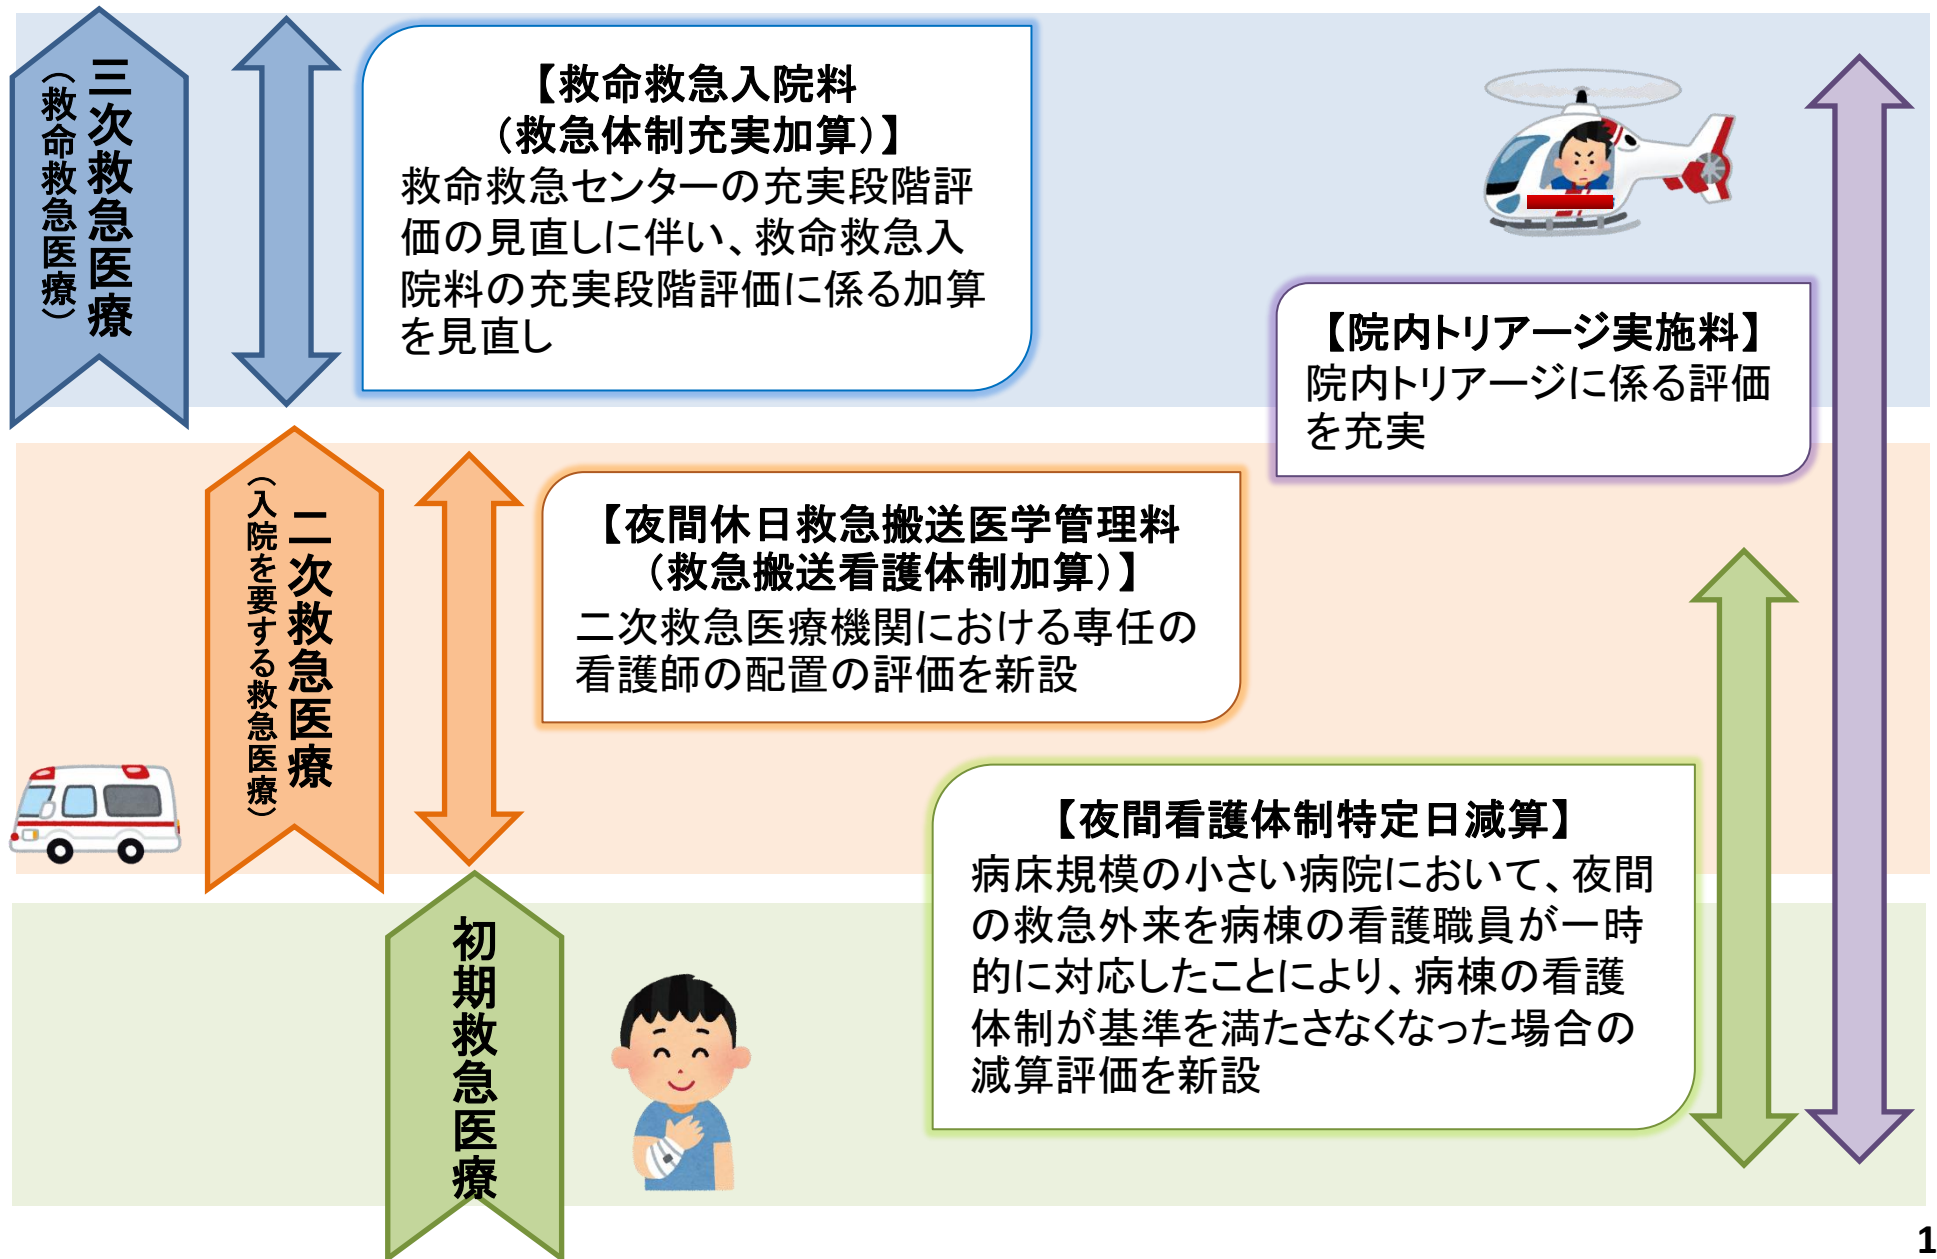 三次救急医療
（救命救急医療）
【救命救急入院料
（救急体制充実加算）】
救命救急センターの充実段階評
価の見直しに伴い、救命救急入
院料の充実段階評価に係る加算
を見直し
【院内トリアージ実施料】
院内トリアージに係る評価
を充実
二次救急医療
（入院を要する救急医療）
【夜間休日救急搬送医学管理料
（救急搬送看護体制加算）】
二次救急医療機関における専任の
看護師の配置の評価を新設
【夜間看護体制特定日減算】
病床規模の小さい病院において、夜間
の救急外来を病棟の看護職員が一時
的に対応したことにより、病棟の看護
体制が基準を満たさなくなった場合の
減算評価を新設
初期救急医療
1